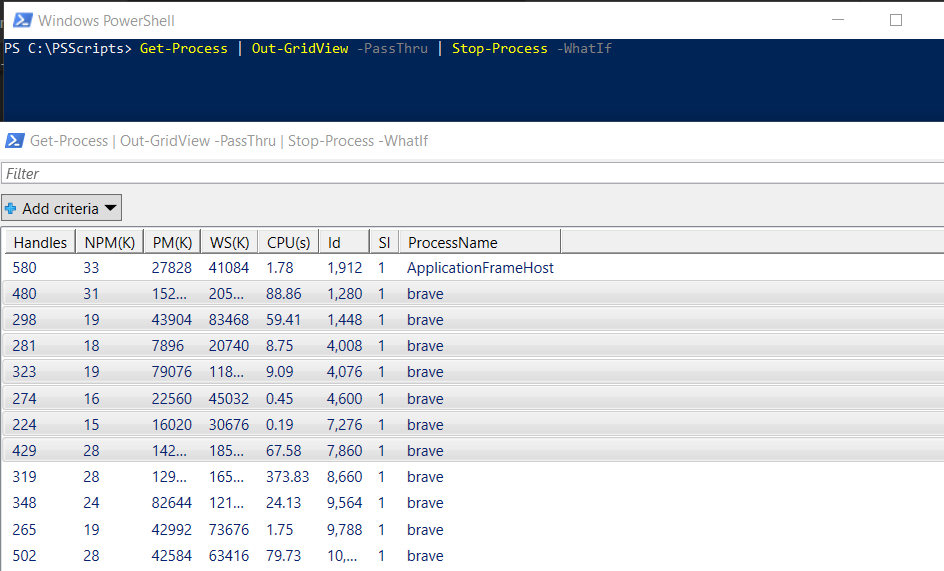 Windows PowerShell
PS C:\PSScripts> Get-Process | Out-GridView -PassThru | Stop-Process -WhatIf
Get-Process | Out-GridView -PassThru | Stop-Process -WhatIf
Filter
Add criteria
Handles NPM(K) PM(K) WS(K) CPU(s) Id SI ProcessName
580 33 27828 41084 1.78 1,912 1 ApplicationFrameHost
480 31 152... 205... 88.86 1,280 1 brave
298 19 43904 83468 59.41 1,448 1 brave
281 18 7896 20740 8.75 4,008 1 brave
323 19 79076 118... 9.09 4,076 1 brave
274 16 22560 45032 0.45 4,600 1 brave
224 15 16020 30676 0.19 7,276 1 brave
429 28 142... 185... 67.58 7,860 1 brave
319 28 129... 165... 373.83 8,660 1 brave
348 24 82644 121... 24.13 9,564 1 brave
265 19 42992 73676 1.75 9,788 1 brave
502 28 42584 63416 79.73 10,... 1 brave